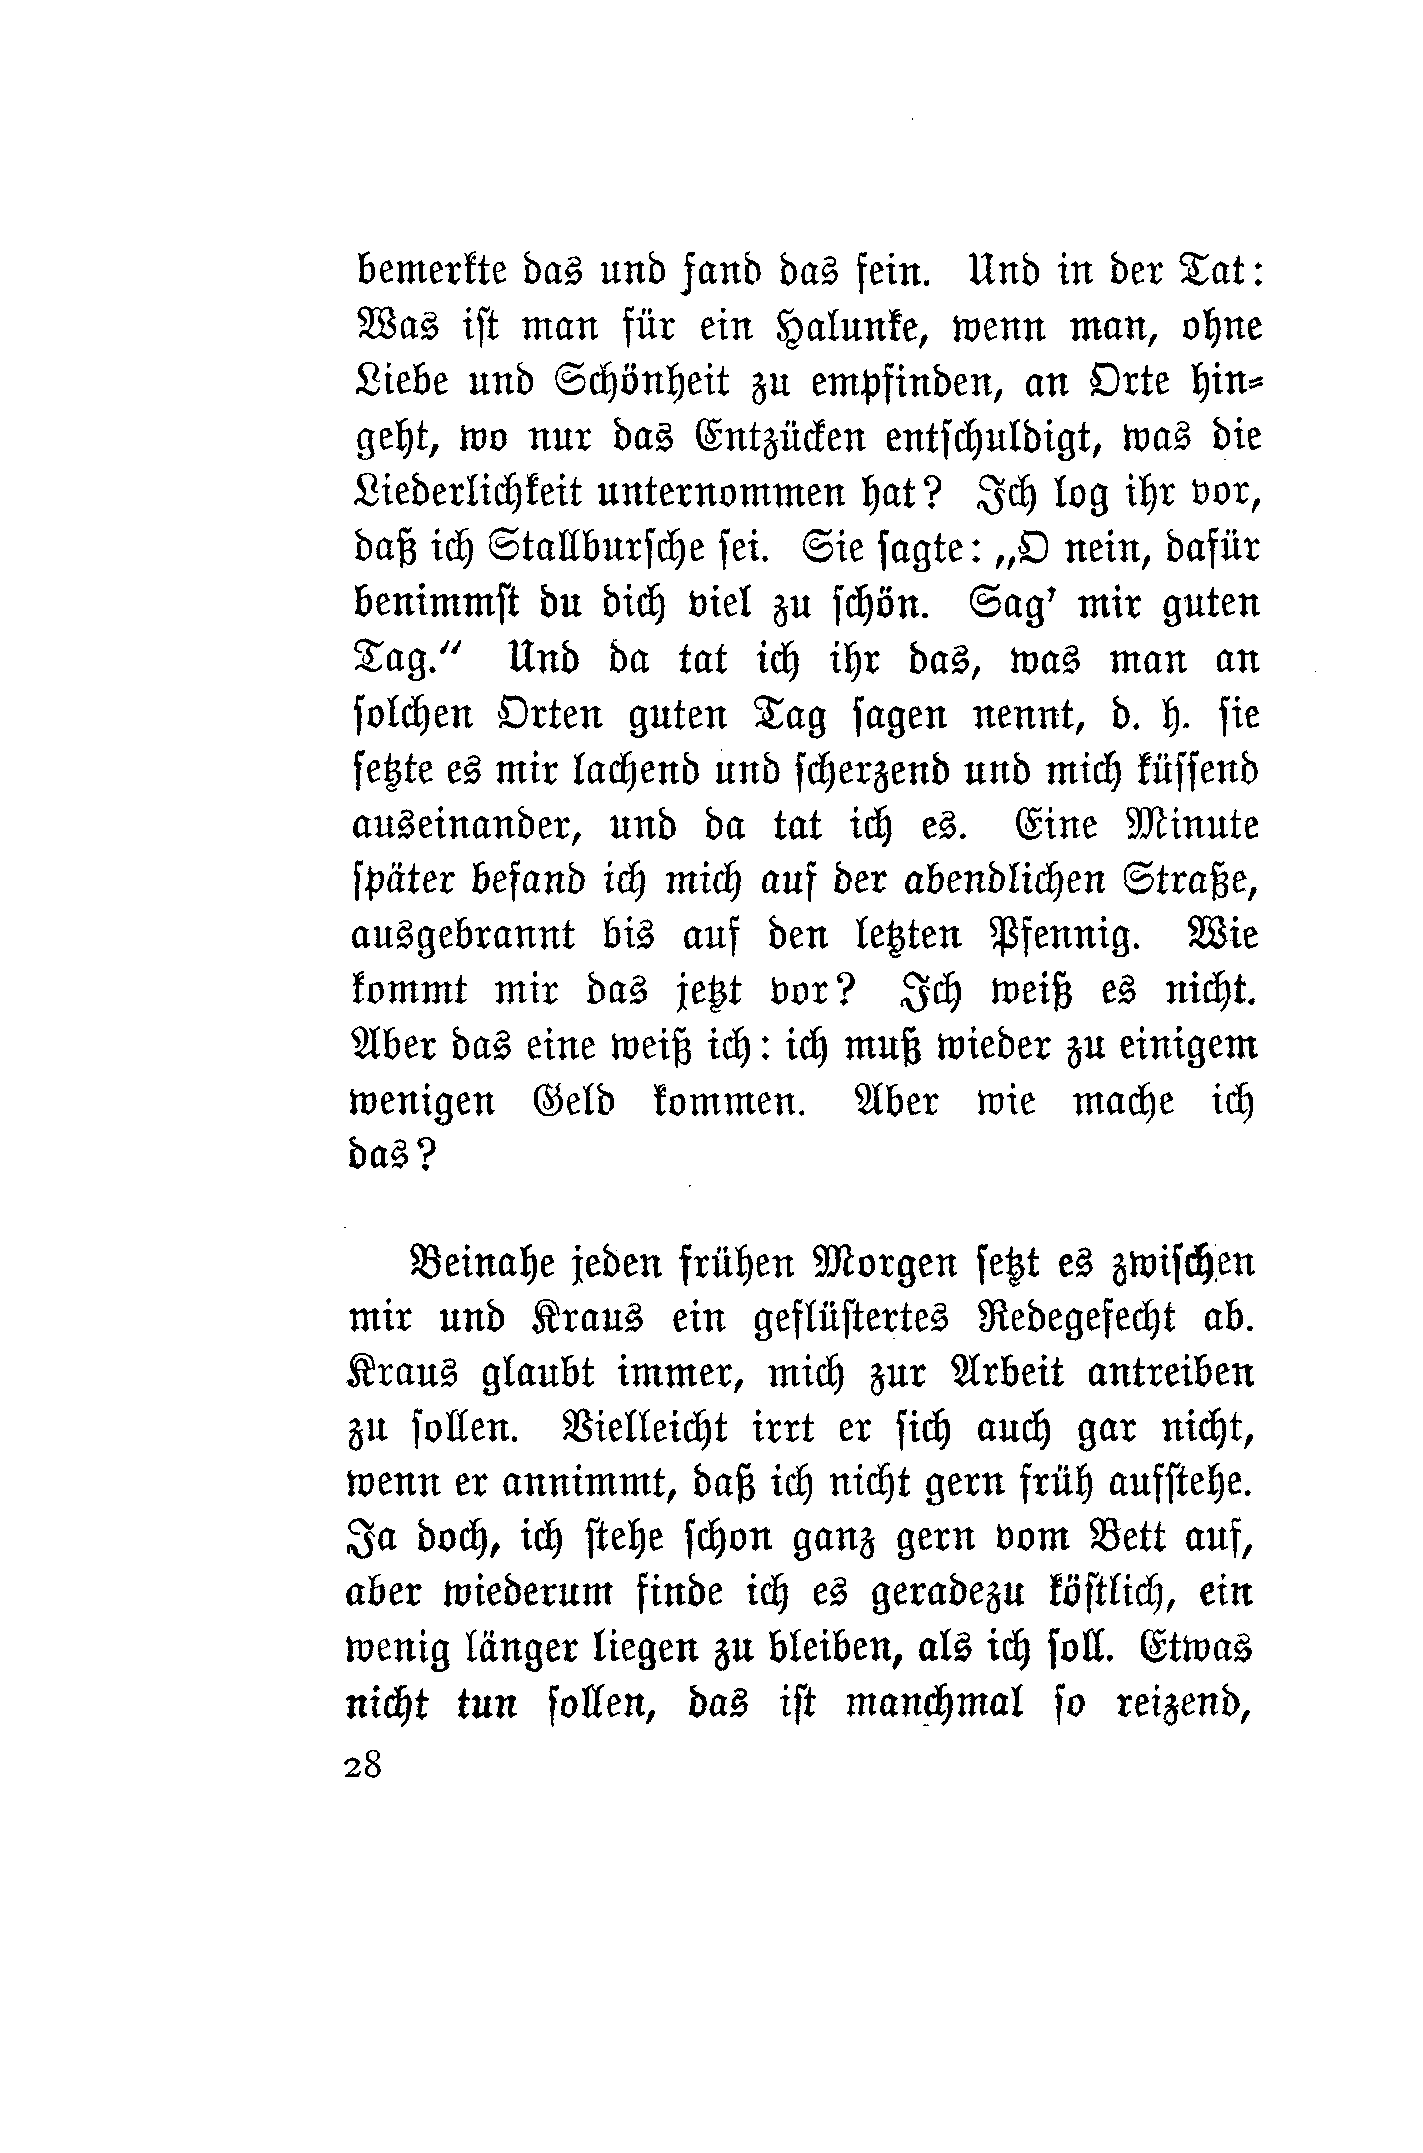 bemerkte das und fand das fein. Und in der Tat:
Was ist man für ein Halunke, wenn man, ohne
Liebe und Schönheit zu empfinden, an Orte hin-
geht, wo nur das Entzücken entschuldigt, was die
Liederlichkeit unternommen hat? Ich log ihr vor,
daß ich Stallbursche sei. Sie sagte: „O nein, dafür
benimmst du dich viel zu schön. Sag’ mir guten
Tag.“ Und da tat ich ihr das, was man an
solchen Orten guten Tag sagen nennt, d. h. sie
setzte es mir lachend und scherzend und mich küssend
auseinander, und da tat ich es. Eine Minute
später befand ich mich auf der abendlichen Straße,
ausgebrannt bis auf den letzten Pfennig. Wie
kommt mir das jetzt vor? Ich weiß es nicht.
Aber das eine weiß ich: ich muß wieder zu einigem
wenigen Geld kommen. Aber wie mache ich
das?
Beinahe jeden frühen Morgen setzt es zwischen
mir und Kraus ein geflüstertes Redegefecht ab.
Kraus glaubt immer, mich zur Arbeit antreiben
zu sollen. Vielleicht irrt er sich auch gar nicht,
wenn er annimmt, daß ich nicht gern früh aufstehe.
Ja doch, ich stehe schon ganz gern vom Bett auf,
aber wiederum finde ich es geradezu köstlich, ein
wenig länger liegen zu bleiben, als ich soll. Etwas
nicht tun sollen, das ist manchmal so reizend,
28